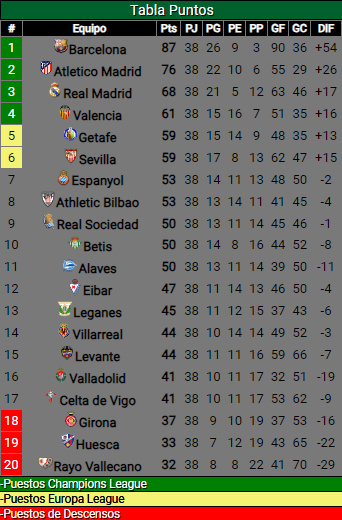 Tabla Puntos
# Equipo Pts PJ PG PE PP GF GC DIF
1 Barcelona 87 38 26 9 3 90 36 +54
2 Atletico Madrid 76 38 22 10 6 55 29 +26
3 Real Madrid 68 38 21 5 12 63 46 +17
4 Valencia 61 38 15 16 7 51 35 +16
5 Getafe 59 38 15 14 9 48 35 +13
6 Sevilla 59 38 17 8 13 62 47 +15
7 Espanyol 53 38 14 11 13 48 50 -2
8 Athletic Bilbao 53 38 13 14 11 41 45 -4
9 Real Sociedad 50 38 13 11 14 45 46 -1
10 Betis 50 38 14 8 16 44 52 -8
11 Alaves 50 38 13 11 14 39 50 -11
12 Eibar 47 38 11 14 13 46 50 -4
13 Leganes 45 38 11 12 15 37 43 -6
14 Villarreal 44 38 10 14 14 49 52 -3
15 Levante 44 38 11 11 16 59 66 -7
16 Valladolid 41 38 10 11 17 32 51 -19
17 Celta de Vigo 41 38 10 11 17 53 62 -9
18 Girona 37 38 9 10 19 37 53 -16
19 Huesca 33 38 7 12 19 43 65 -22
20 Rayo Vallecano 32 38 8 8 22 41 70 -29
-Puestos Champions League
-Puestos Europa League
-Puestos de Descensos